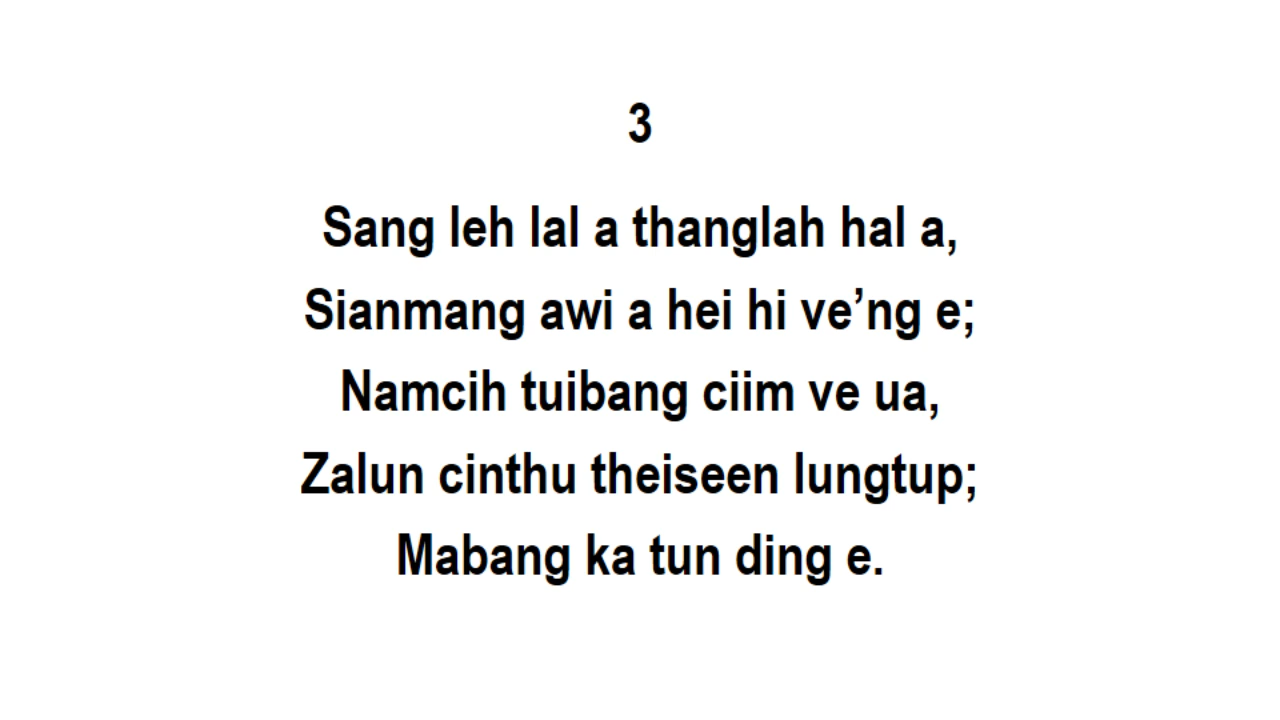 3
Sang leh lal a thanglah hal a,
Sianmang awi a hei hi ve’ng e;
Namcih tuibang ciim ve ua,
Zalun cinthu theiseen lungtup;
Mabang ka tun ding e.